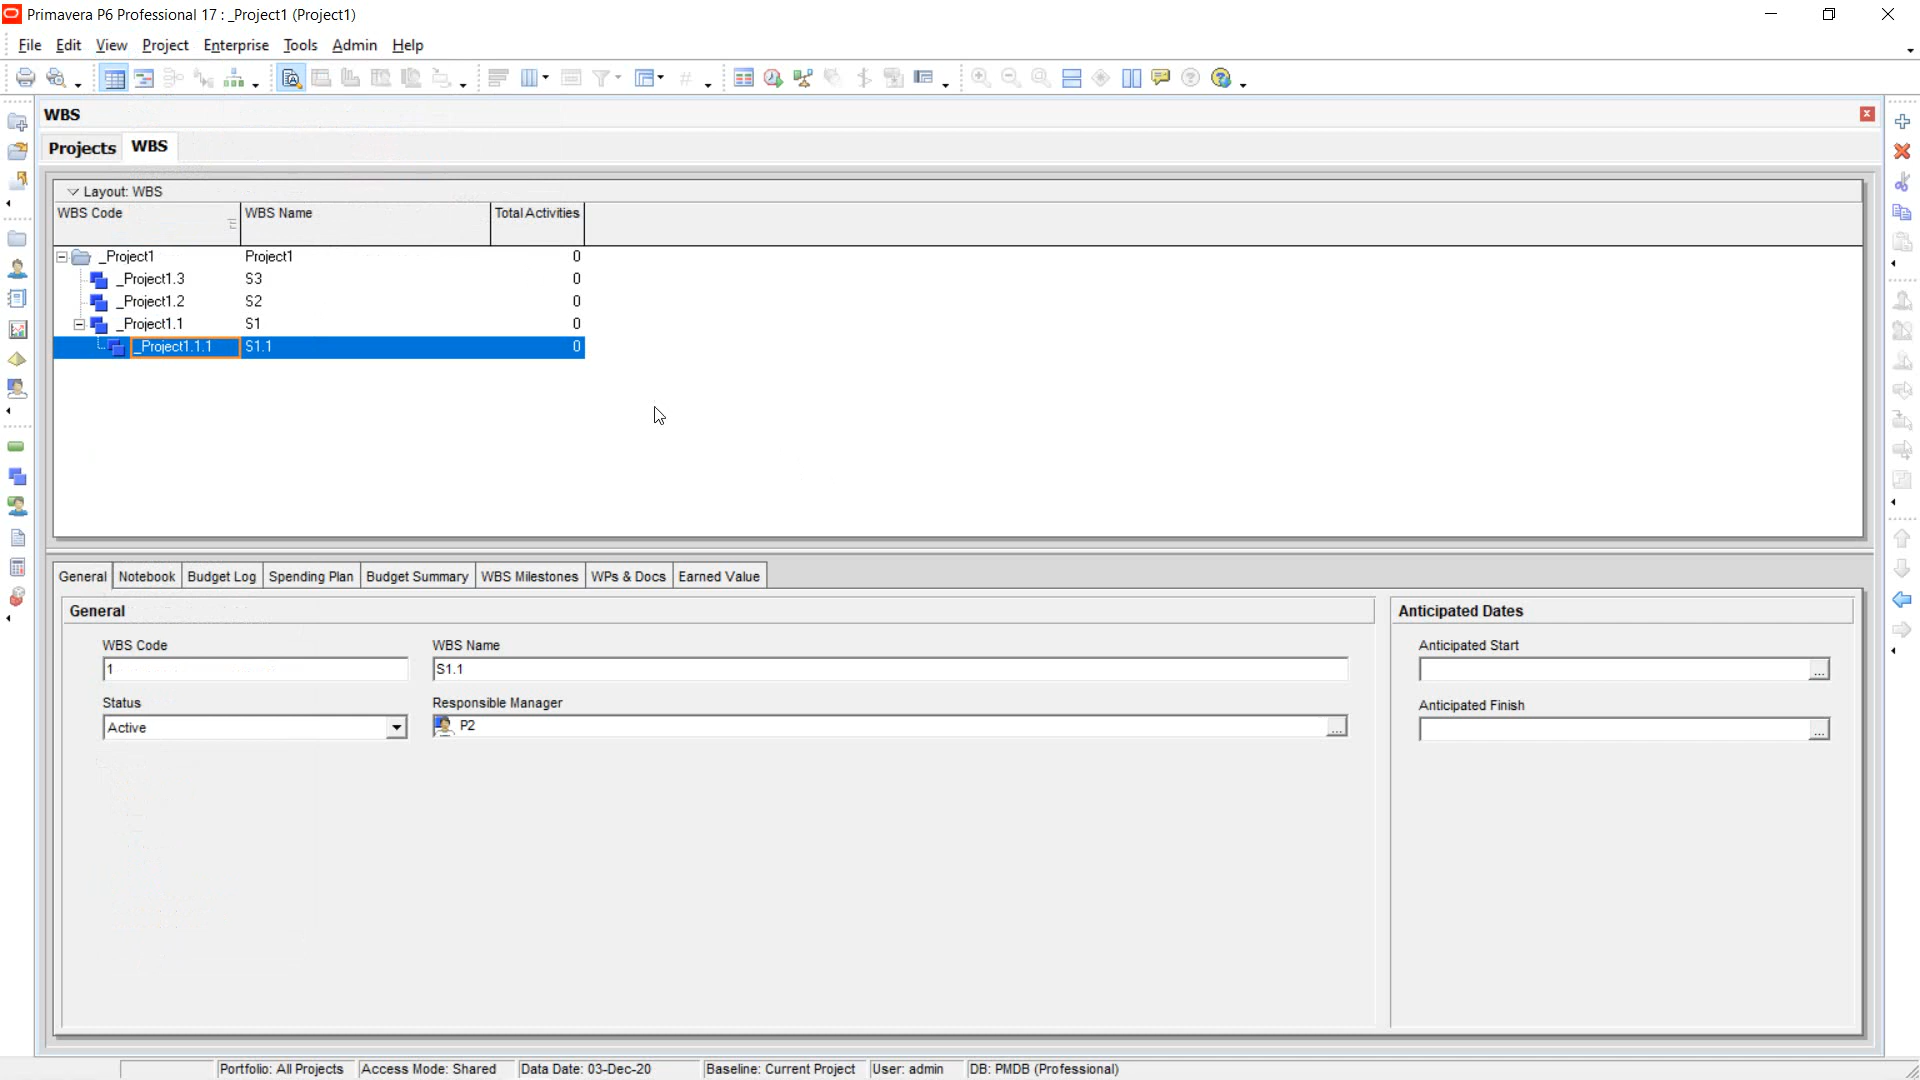 Primavera P6 Professional 17 : _Project1 (Project1)
File Edit View Project Enterprise Tools Admin Help
WBS
Projects WBS
Layout: WBS
WBS Code WBS Name Total Activities
_Project1 Project1 0
_Project1.3 S3 0
_Project1.2 S2 0
_Project1.1 S1 0
_Project1.1.1 S1.1 0
General Notebook Budget Log Spending Plan Budget Summary WBS Milestones WPs & Docs Earned Value
General Anticipated Dates
WBS Code WBS Name Anticipated Start
1 S1.1 ...
Status Responsible Manager Anticipated Finish
Active P2 ... ...
Portfolio: All Projects Access Mode: Shared Data Date: 03-Dec-20 Baseline: Current Project User: admin DB: PMDB (Professional)